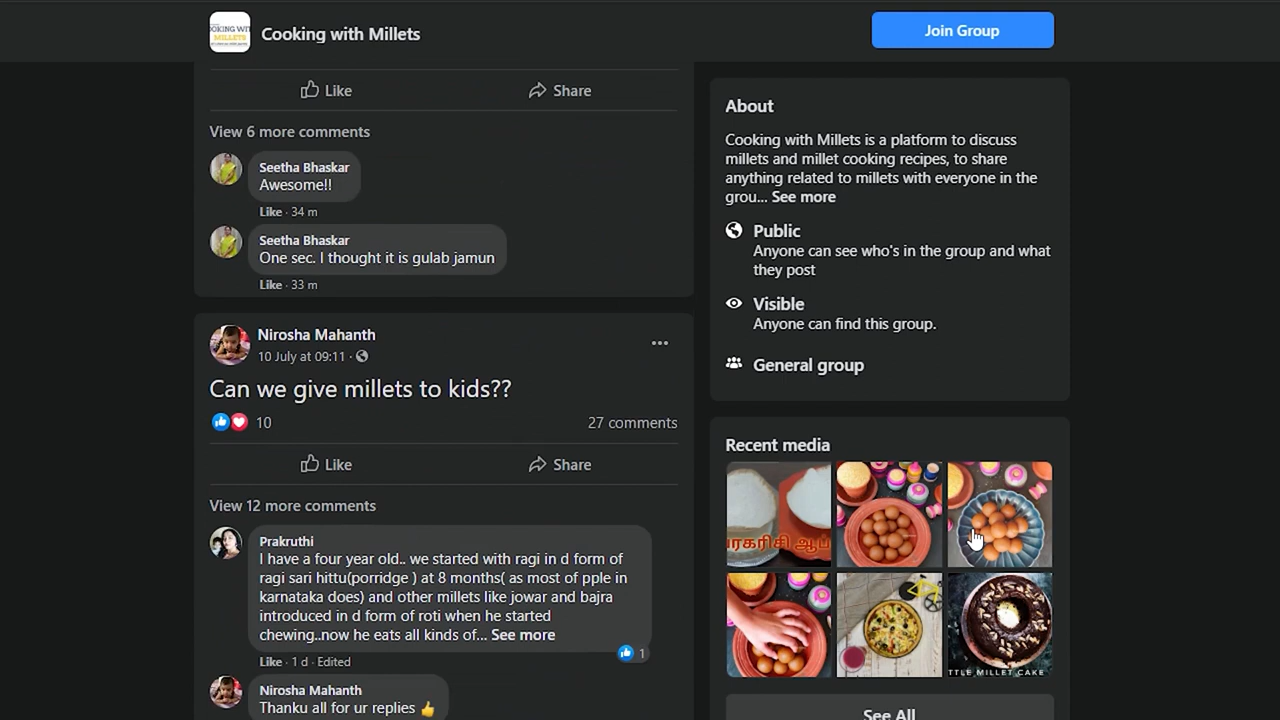 OOKING WIT
MILLETS
Cooking with Millets
Join Group
Like
Share
View 6 more comments
Seetha Bhaskar
Awesome!!
Like · 34 m
Seetha Bhaskar
One sec. I thought it is gulab jamun
Like · 33 m
Nirosha Mahanth
10 July at 09:11 ·
Can we give millets to kids??
10
27 comments
Like
Share
View 12 more comments
Prakruthi
I have a four year old.. we started with ragi in d form of
ragi sari hittu(porridge ) at 8 months( as most of pple in
karnataka does) and other millets like jowar and bajra
introduced in d form of roti when he started
chewing..now he eats all kinds of... See more
1
Like · 1 d · Edited
Nirosha Mahanth
Thanku all for ur replies 👍
About
Cooking with Millets is a platform to discuss
millets and millet cooking recipes, to share
anything related to millets with everyone in the
grou... See more
Public
Anyone can see who's in the group and what
they post
Visible
Anyone can find this group.
General group
Recent media
ரகரிசி ஆப்
TTLE MILLET CAKE
See All